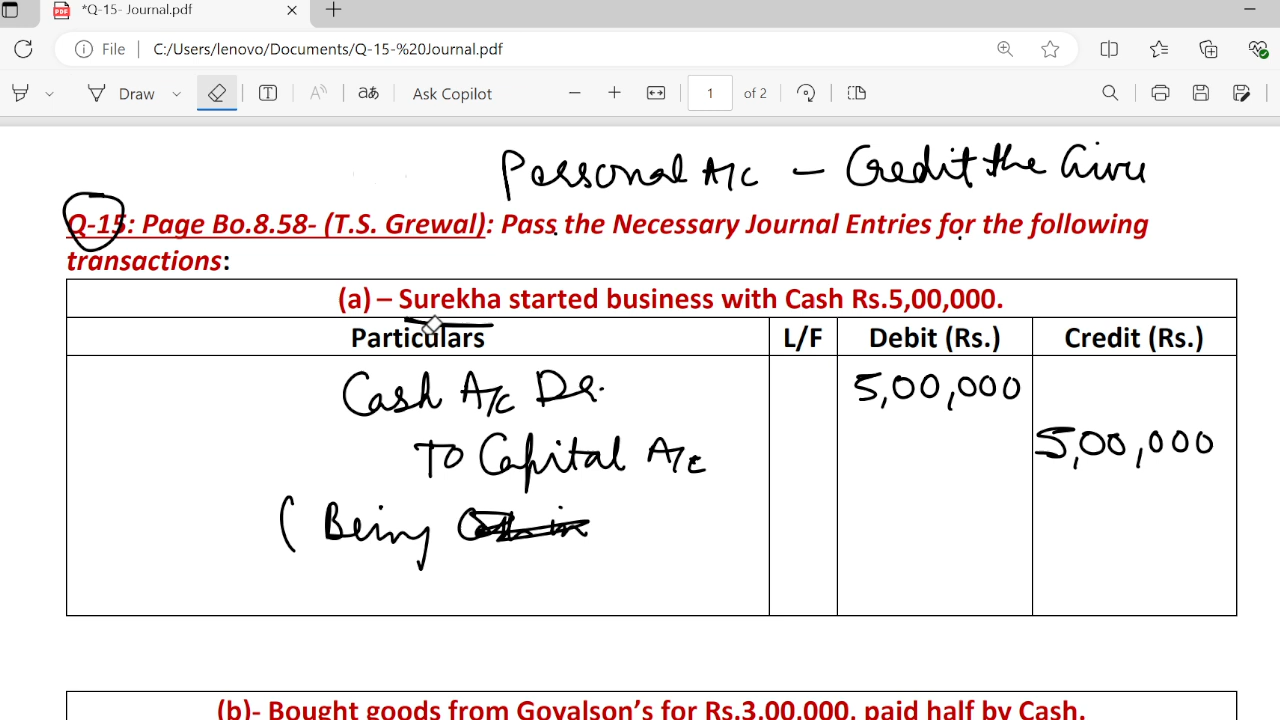 *Q-15- Journal.pdf
File C:/Users/lenovo/Documents/Q-15-%20Journal.pdf
Draw Ask Copilot 1 of 2
Personal A/c – Credit the Giver
Q-15: Page Bo.8.58- (T.S. Grewal): Pass the Necessary Journal Entries for the following
transactions:
(a) – Surekha started business with Cash Rs.5,00,000.
Particulars L/F Debit (Rs.) Credit (Rs.)
Cash A/c Dr. 5,00,000
To Capital A/c 5,00,000
( Being
(b)- Bought goods from Goyalson's for Rs.3,00,000, paid half by Cash.